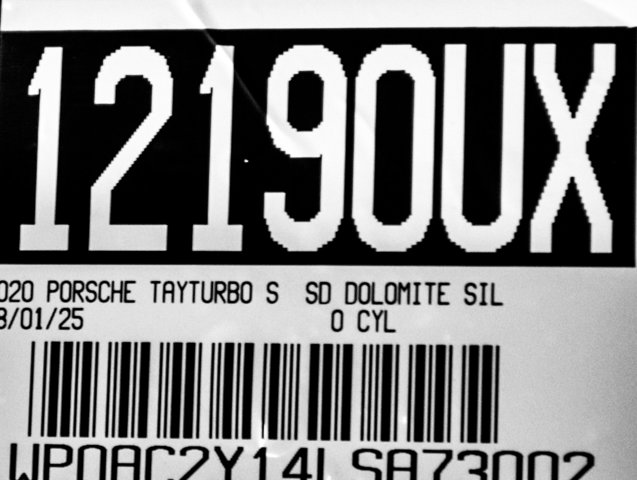 12190UX
020 PORSCHE TAYTURBO S SD DOLOMITE SIL
3/01/25 0 CYL
WP0AC2Y14LSA73002